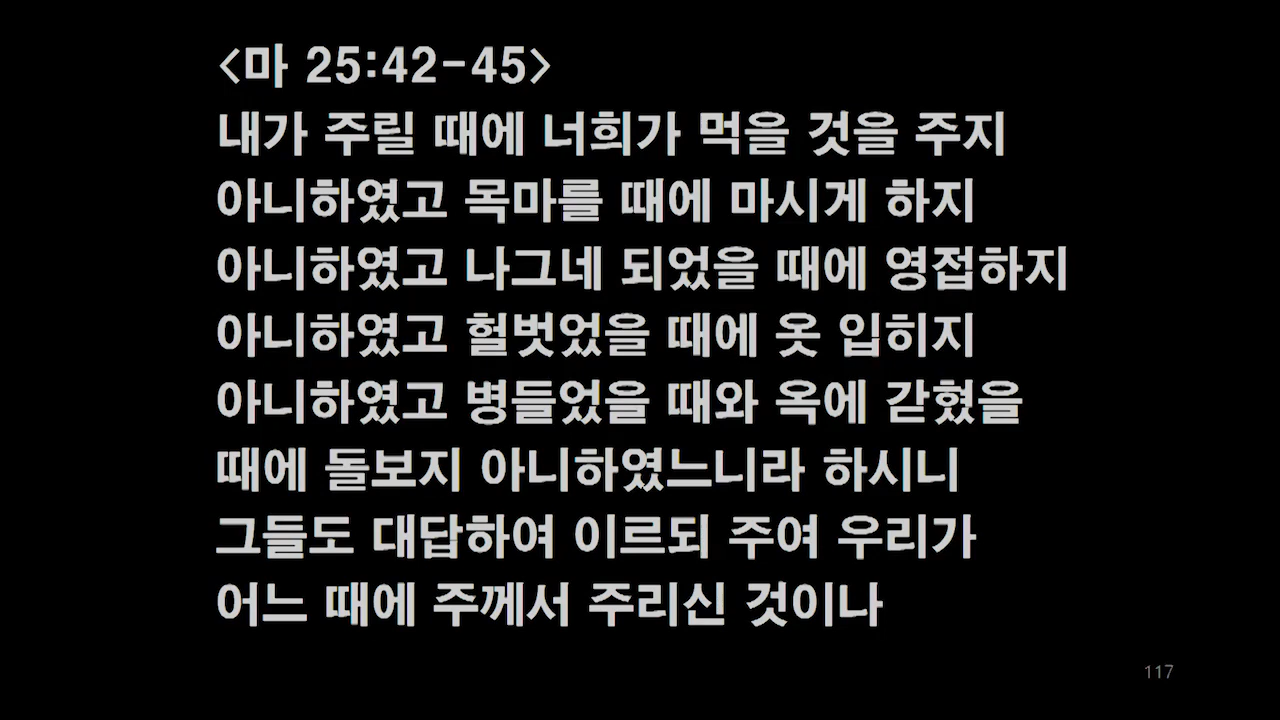 <마 25:42-45>
내가 주릴 때에 너희가 먹을 것을 주지
아니하였고 목마를 때에 마시게 하지
아니하였고 나그네 되었을 때에 영접하지
아니하였고 헐벗었을 때에 옷 입히지
아니하였고 병들었을 때와 옥에 갇혔을
때에 돌보지 아니하였느니라 하시니
그들도 대답하여 이르되 주여 우리가
어느 때에 주께서 주리신 것이나
117